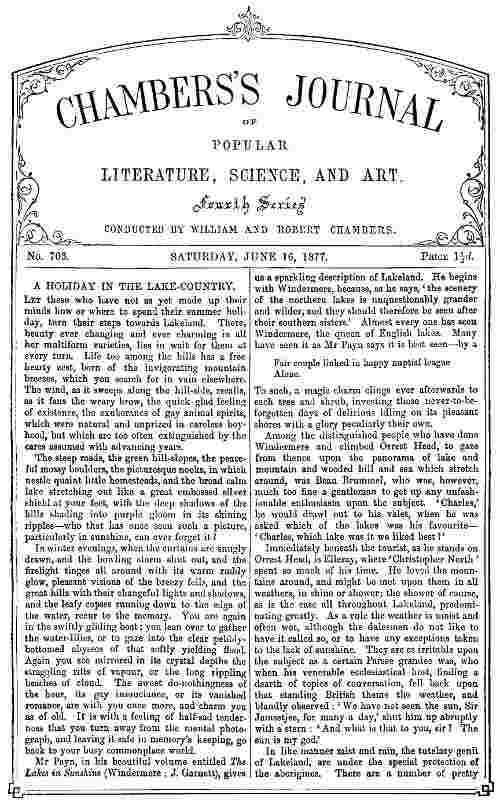 CHAMBERS'S JOURNAL
OF
POPULAR
LITERATURE, SCIENCE, AND ART.
Fourth Series
CONDUCTED BY WILLIAM AND ROBERT CHAMBERS.
No. 703.
SATURDAY, JUNE 16, 1877.
PRICE 1½d.
A HOLIDAY IN THE LAKE-COUNTRY.
LET those who have not as yet made up their
minds how or where to spend their summer holi-
day, turn their steps towards Lakeland. There,
beauty ever changing and ever charming in all
her multiform varieties, lies in wait for them at
every turn. Life too among the hills has a free
hearty zest, born of the invigorating mountain
breezes, which you search for in vain elsewhere.
The wind, as it sweeps along the hill-side, recalls,
as it fans the weary brow, the quick, glad feeling
of existence, the exuberance of gay animal spirits,
which were natural and unprized in careless boy-
hood, but which are too often extinguished by the
cares assumed with advancing years.
The steep roads, the green hill-slopes, the peace-
ful mossy boulders, the picturesque nooks, in which
nestle quaint little homesteads, and the broad calm
lake stretching out like a great embossed silver
shield at your feet, with the deep shadows of the
hills shading into purple gloom in its shining
ripples—who that has once seen such a picture,
particularly in sunshine, can ever forget it?
In winter evenings, when the curtains are snugly
drawn, and the howling storm shut out, and the
firelight tinges all around with its warm ruddy
glow, pleasant visions of the breezy fells, and the
great hills with their changeful lights and shadows,
and the leafy copses running down to the edge of
the water, recur to the memory. You are again
in the swiftly gliding boat; you lean over to gather
the water-lilies, or to gaze into the clear pebbly-
bottomed abysses of that softly yielding flood.
Again you see mirrored in its crystal depths the
straggling rifts of vapour, or the long rippling
beaches of cloud. The sweet do-nothingness of
the hour, its gay insouciance, or its vanished
romance, are with you once more, and charm you
as of old. It is with a feeling of half-sad tender-
ness that you turn away from the mental photo-
graph, and leaving it safe in memory's keeping, go
back to your busy commonplace world.
Mr Payn, in his beautiful volume entitled The
Lakes in Sunshine (Windermere; J. Garnett), gives
us a sparkling description of Lakeland. He begins
with Windermere, because, as he says, 'the scenery
of the northern lakes is unquestionably grander
and wilder, and they should therefore be seen after
their southern sisters.' Almost every one has seen
Windermere, the queen of English lakes. Many
have seen it as Mr Payn says it is best seen—by a
Fair couple linked in happy nuptial league
Alone.
To such, a magic charm clings ever afterwards to
each tree and shrub, investing those never-to-be-
forgotten days of delicious idling on its pleasant
shores with a glory peculiarly their own.
Among the distinguished people who have done
Windermere and climbed Orrest Head, to gaze
from thence upon the panorama of lake and
mountain and wooded hill and sea which stretch
around, was Beau Brummel, who was, however,
much too fine a gentleman to get up any unfash-
ionable enthusiasm upon the subject. 'Charles,'
he would drawl out to his valet, when he was
asked which of the lakes was his favourite—
'Charles, which lake was it we liked best?'
Immediately beneath the tourist, as he stands on
Orrest Head, is Elleray, where 'Christopher North'
spent so much of his time. He loved the moun-
tains around, and might be met upon them in all
weathers, in shine or shower; the shower of course,
as is the case all throughout Lakeland, predomi-
nating greatly. As a rule the weather is moist and
often wet, although the dalesmen do not like to
have it called so, or to have any exceptions taken
to the lack of sunshine. They are as irritable upon
the subject as a certain Parsee grandee was, who
when his venerable ecclesiastical host, finding a
dearth of topics of conversation, fell back upon
that standing British theme the weather, and
blandly observed: 'We have not seen the sun, Sir
Jamsetjee, for many a day,' shut him up abruptly
with a stern: 'And what is that to you, sir? The
sun is my god.'
In like manner mist and rain, the tutelary genii
of Lakeland, are under the special protection of
the aborigines. There are a number of pretty